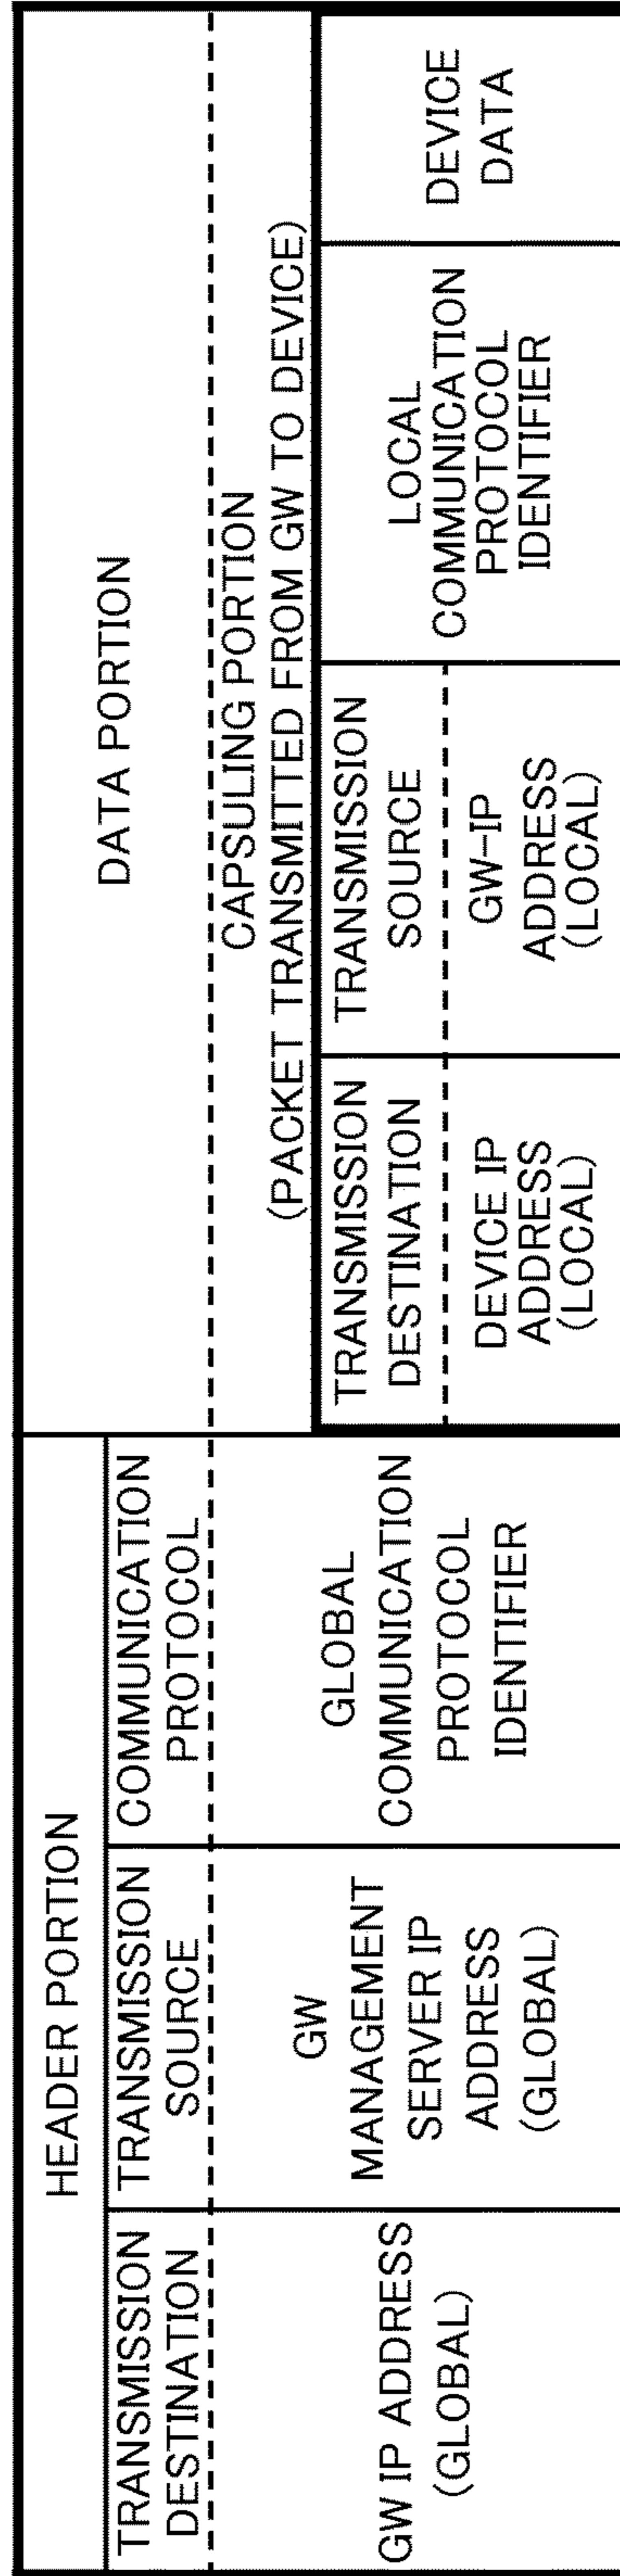 HEADER PORTION
TRANSMISSION
DESTINATION
GW IP ADDRESS
(GLOBAL)
TRANSMISSION
SOURCE
GW
MANAGEMENT
SERVER IP
ADDRESS
(GLOBAL)
COMMUNICATION
PROTOCOL
GLOBAL
COMMUNICATION
PROTOCOL
IDENTIFIER
DATA PORTION
CAPSULING PORTION
(PACKET TRANSMITTED FROM GW TO DEVICE)
TRANSMISSION
DESTINATION
DEVICE IP
ADDRESS
(LOCAL)
TRANSMISSION
SOURCE
GW-IP
ADDRESS
(LOCAL)
LOCAL
COMMUNICATION
PROTOCOL
IDENTIFIER
DEVICE
DATA